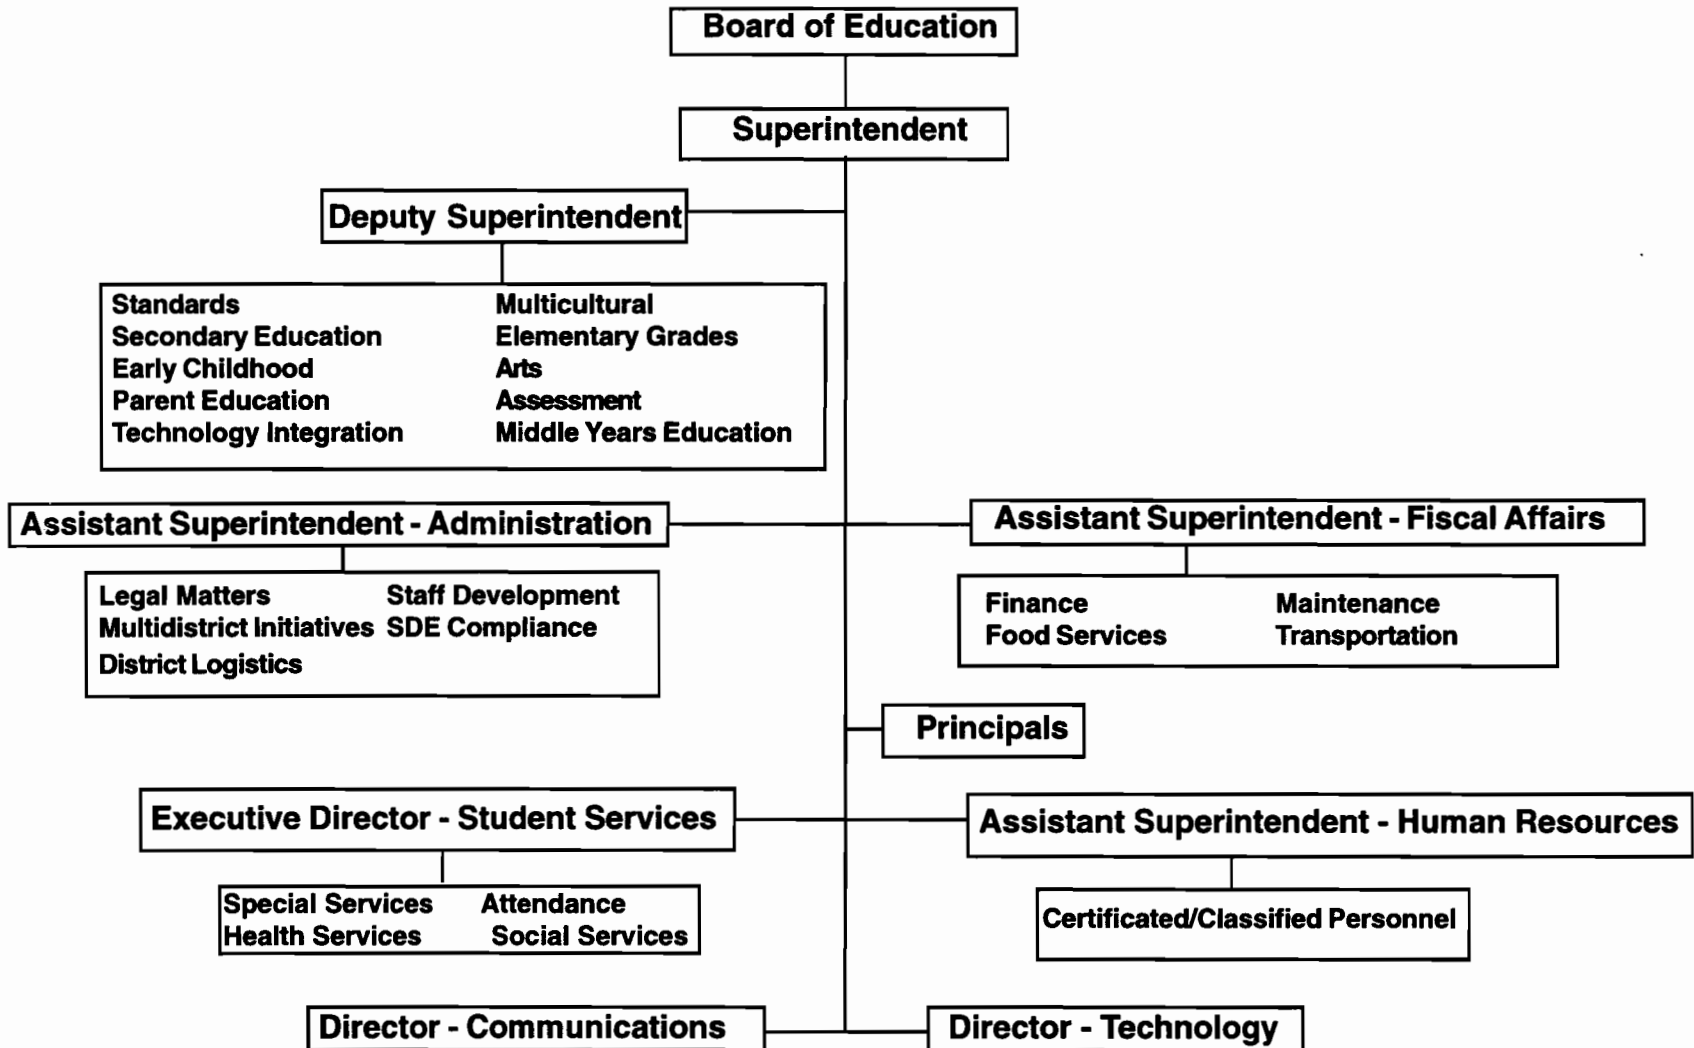 Board of Education
Superintendent
Deputy Superintendent
Standards Multicultural
Secondary Education Elementary Grades
Early Childhood Arts
Parent Education Assessment
Technology Integration Middle Years Education
Assistant Superintendent - Administration Assistant Superintendent - Fiscal Affairs
Legal Matters Staff Development
Multidistrict Initiatives SDE Compliance
District Logistics
Finance Maintenance
Food Services Transportation
Principals
Executive Director - Student Services Assistant Superintendent - Human Resources
Special Services Attendance
Health Services Social Services
Certificated/Classified Personnel
Director - Communications Director - Technology